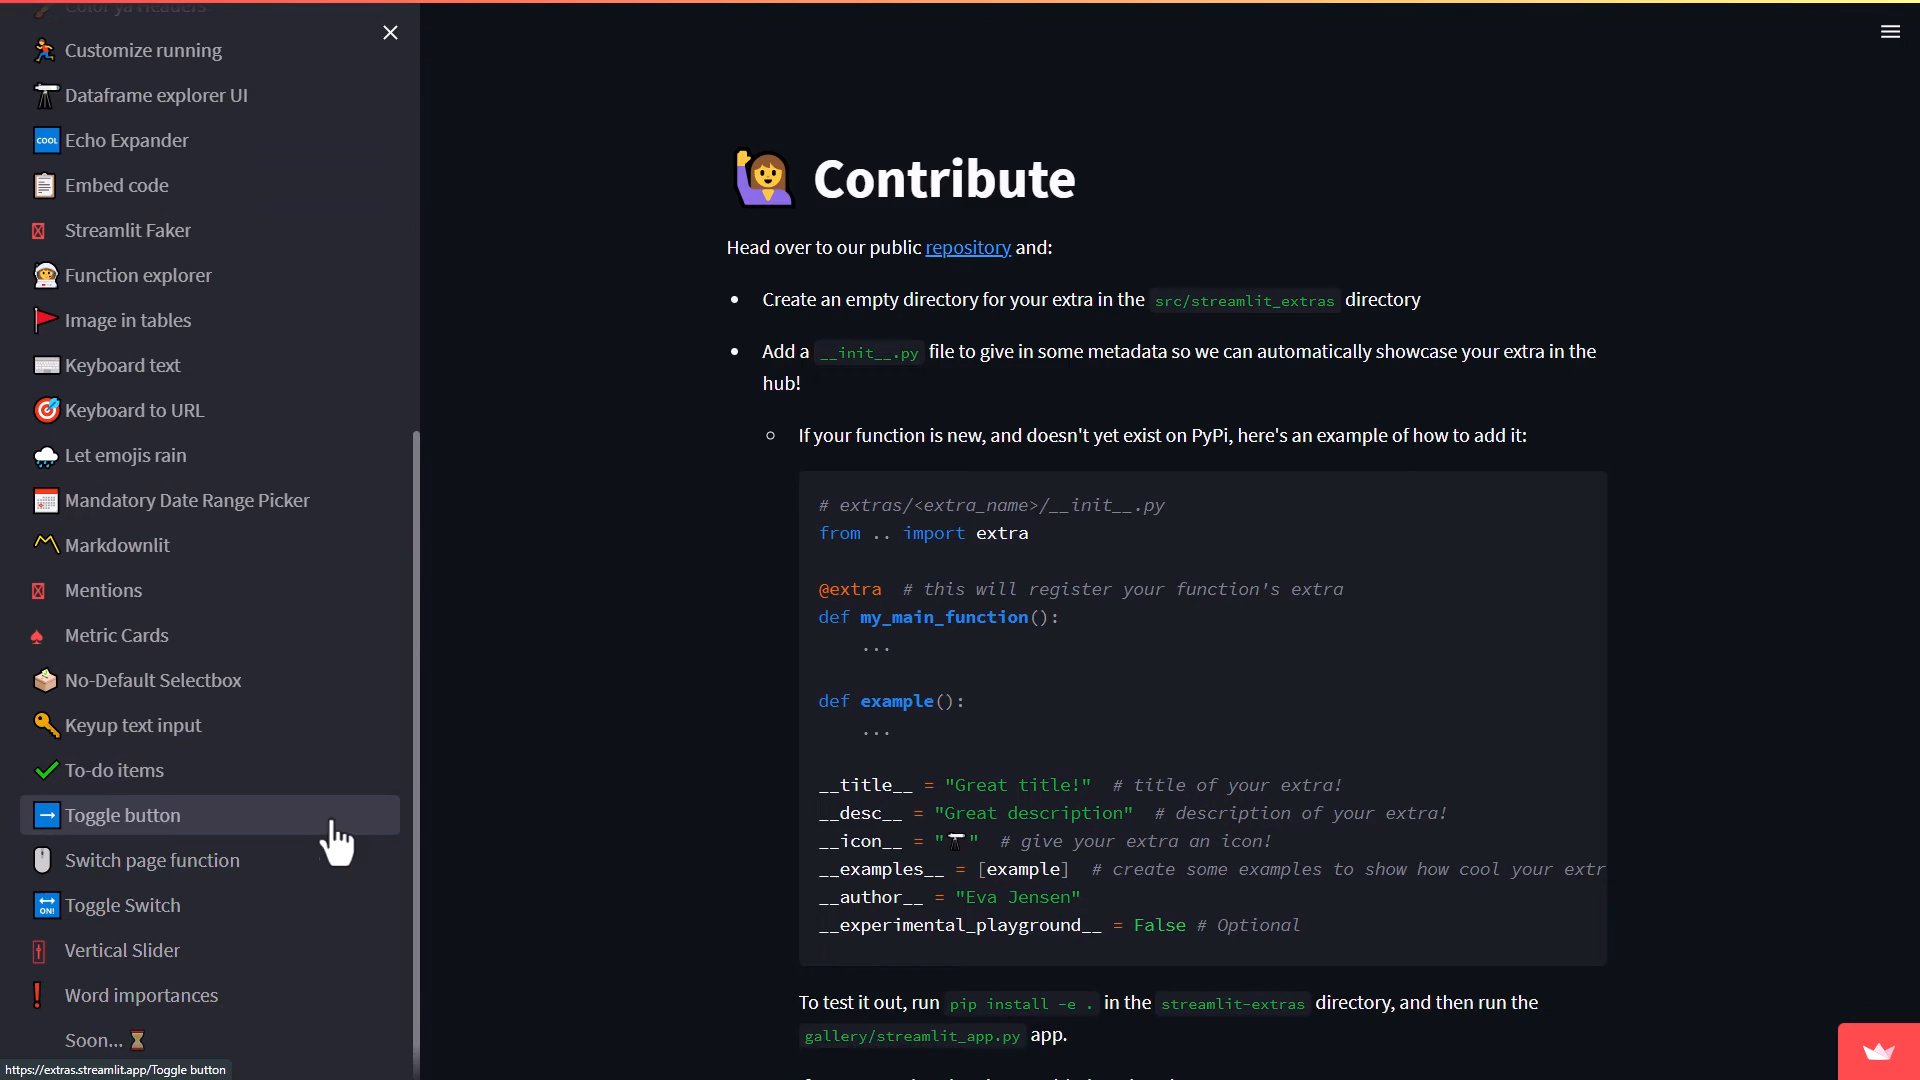 Color ya Headers
Customize running
Dataframe explorer UI
COOL Echo Expander
Embed code
Streamlit Faker
Function explorer
Image in tables
Keyboard text
Keyboard to URL
Let emojis rain
Mandatory Date Range Picker
Markdownlit
Mentions
Metric Cards
No-Default Selectbox
Keyup text input
To-do items
Toggle button
Switch page function
ON! Toggle Switch
Vertical Slider
Word importances
Soon...
https://extras.streamlit.app/Toggle button
Contribute
Head over to our public repository and:
• Create an empty directory for your extra in the src/streamlit_extras directory
• Add a __init__.py file to give in some metadata so we can automatically showcase your extra in the
hub!
○ If your function is new, and doesn't yet exist on PyPi, here's an example of how to add it:
# extras/<extra_name>/__init__.py
from .. import extra
@extra # this will register your function's extra
def my_main_function():
...
def example():
...
__title__ = "Great title!" # title of your extra!
__desc__ = "Great description" # description of your extra!
__icon__ = "🔭" # give your extra an icon!
__examples__ = [example] # create some examples to show how cool your extr
__author__ = "Eva Jensen"
__experimental_playground__ = False # Optional
To test it out, run pip install -e . in the streamlit-extras directory, and then run the
gallery/streamlit_app.py app.